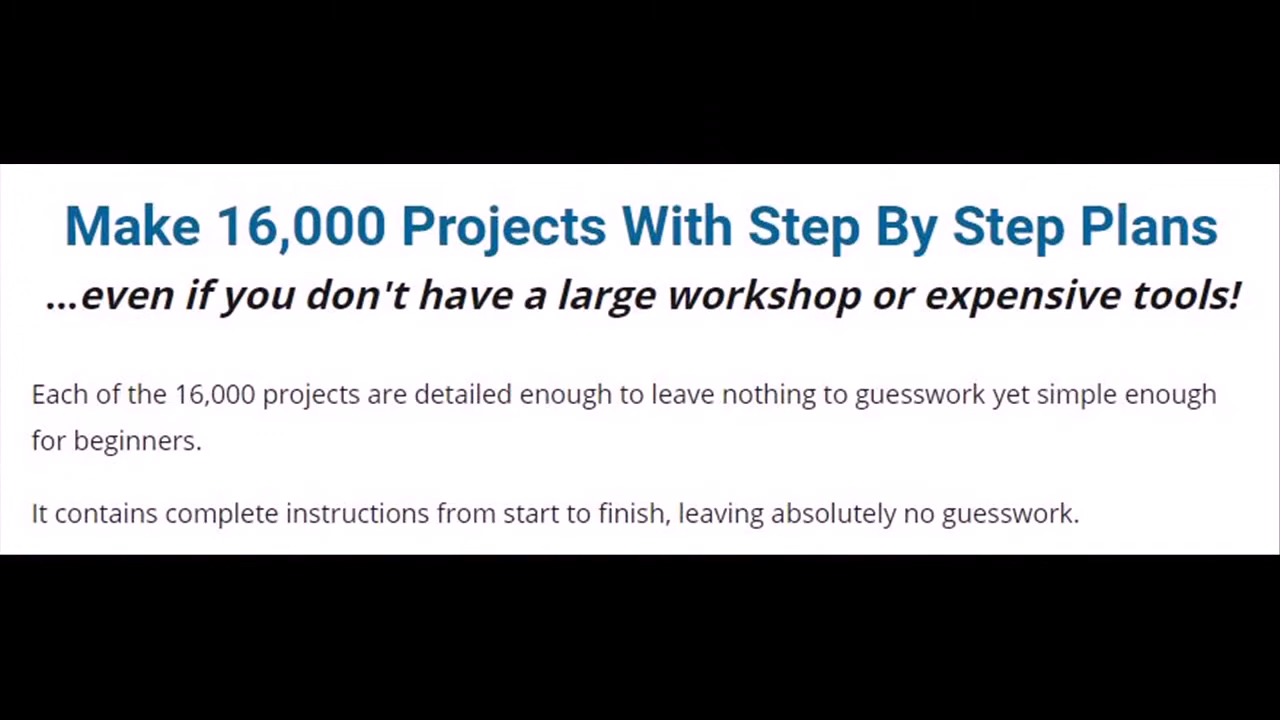 Make 16,000 Projects With Step By Step Plans
...even if you don't have a large workshop or expensive tools!
Each of the 16,000 projects are detailed enough to leave nothing to guesswork yet simple enough
for beginners.
It contains complete instructions from start to finish, leaving absolutely no guesswork.